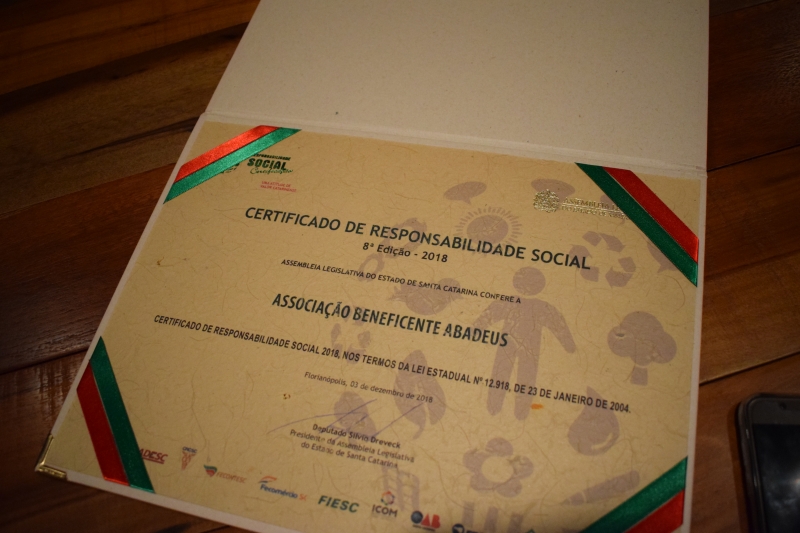 SOCIAL
Certificação
CERTIFICADO DE RESPONSABILIDADE SOCIAL
8ª Edição - 2018
ASSEMBLEIA LEGISLATIVA DO ESTADO DE SANTA CATARINA CONFERE A
ASSOCIAÇÃO BENEFICENTE ABADEUS
CERTIFICADO DE RESPONSABILIDADE SOCIAL 2018, NOS TERMOS DA LEI ESTADUAL Nº 12.918, DE 23 DE JANEIRO DE 2004.
Florianópolis, 03 de dezembro de 2018
Deputado Silvio Dreveck
Presidente da Assembleia Legislativa
do Estado de Santa Catarina
Fecomércio SC
FIESC
ICOM
OAB